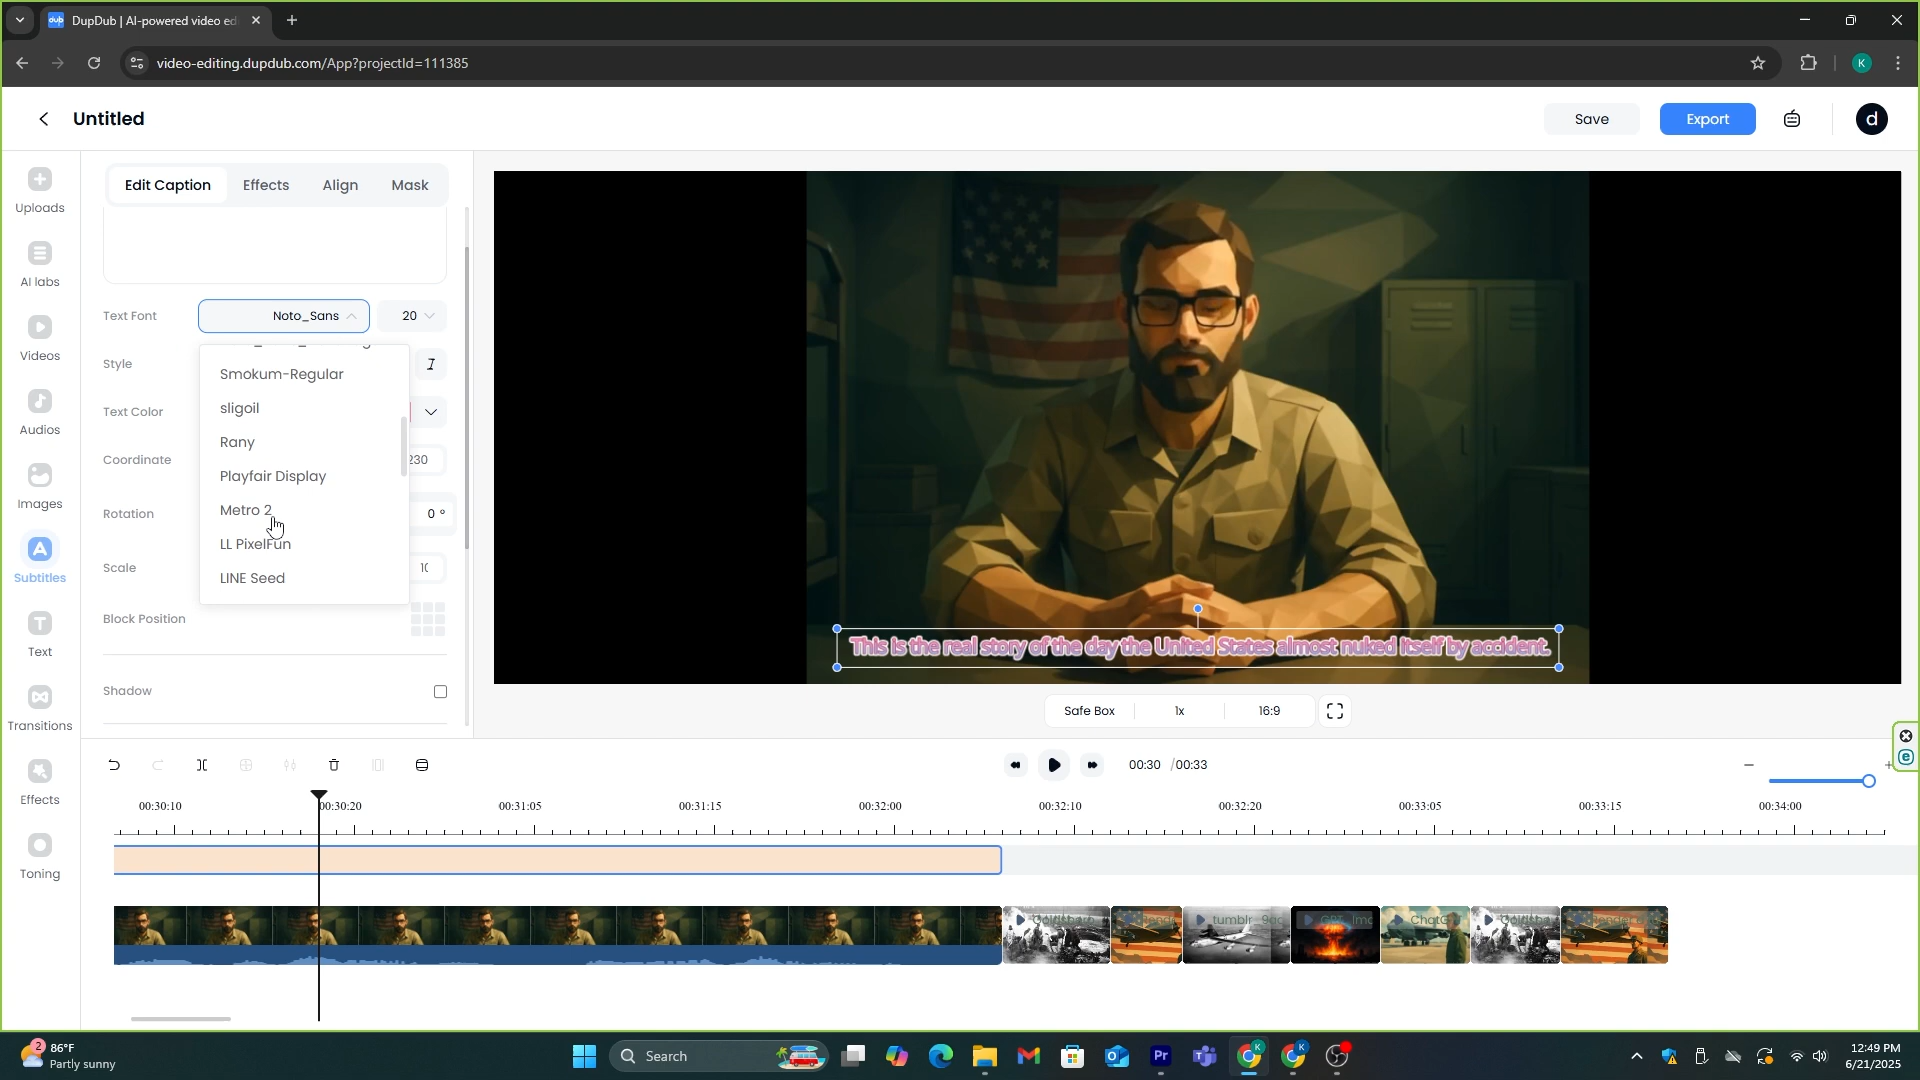 DupDub | AI-powered video edi
video-editing.dupdub.com/App?projectId=111385
K
Untitled
Save
Export
d
Uploads
AI labs
Videos
Audios
Images
Subtitles
Text
Transitions
Effects
Toning
Edit Caption
Effects
Align
Mask
Text Font
Noto_Sans
20
Style
I
Text Color
Coordinate
230
Rotation
0 °
Scale
Block Position
Shadow
Smokum-Regular
sligoil
Rany
Playfair Display
Metro 2
LL PixelFun
LINE Seed
This is the real story of the day the United States almost nuked itself by accident.
Safe Box
1x
16:9
00:30 /00:33
00:30:10
00:30:20
00:31:05
00:31:15
00:32:00
00:32:10
00:32:20
00:33:05
00:33:15
00:34:00
86°F
Partly sunny
Search
12:49 PM
6/21/2025